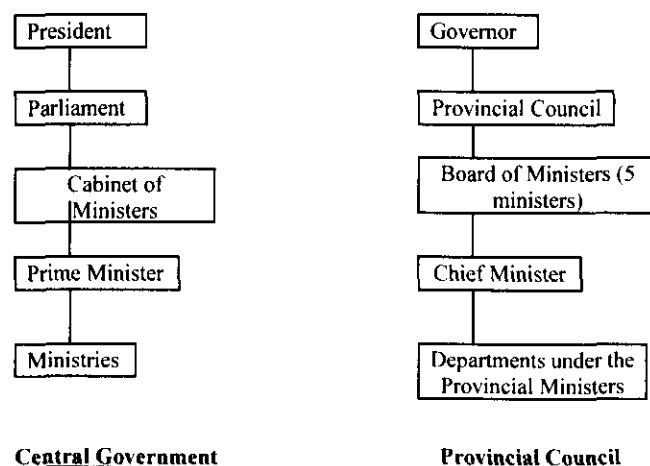 President
Parliament
Cabinet of
Ministers
Prime Minister
Ministries
Central Government
Governor
Provincial Council
Board of Ministers (5
ministers)
Chief Minister
Departments under the
Provincial Ministers
Provincial Council